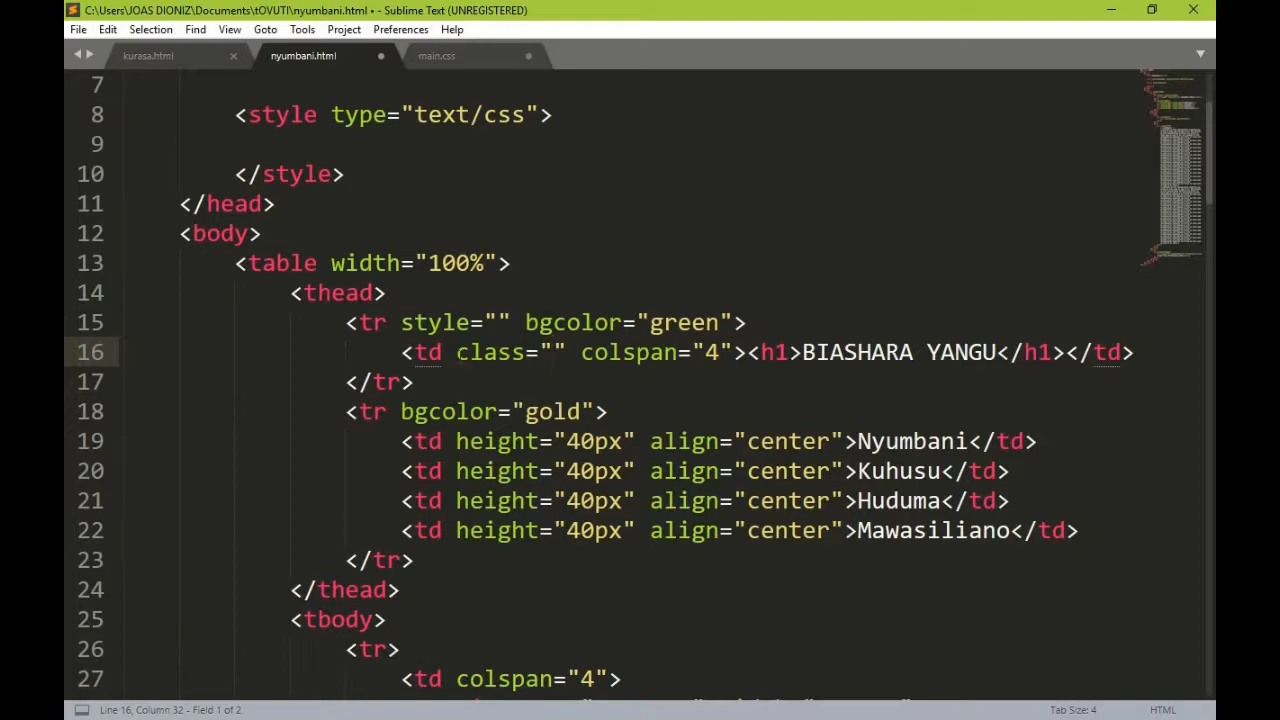 C:\Users\JOAS DIONIZ\Documents\tOVUTI\nyumbani.html • - Sublime Text (UNREGISTERED)
File Edit Selection Find View Goto Tools Project Preferences Help
kurasa.html nyumbani.html main.css
7
8 <style type="text/css">
9
10 </style>
11 </head>
12 <body>
13 <table width="100%">
14 <thead>
15 <tr style="" bgcolor="green">
16 <td class="" colspan="4"><h1>BIASHARA YANGU</h1></td>
17 </tr>
18 <tr bgcolor="gold">
19 <td height="40px" align="center">Nyumbani</td>
20 <td height="40px" align="center">Kuhusu</td>
21 <td height="40px" align="center">Huduma</td>
22 <td height="40px" align="center">Mawasiliano</td>
23 </tr>
24 </thead>
25 <tbody>
26 <tr>
27 <td colspan="4">
Line 16, Column 32 - Field 1 of 2 Tab Size: 4 HTML